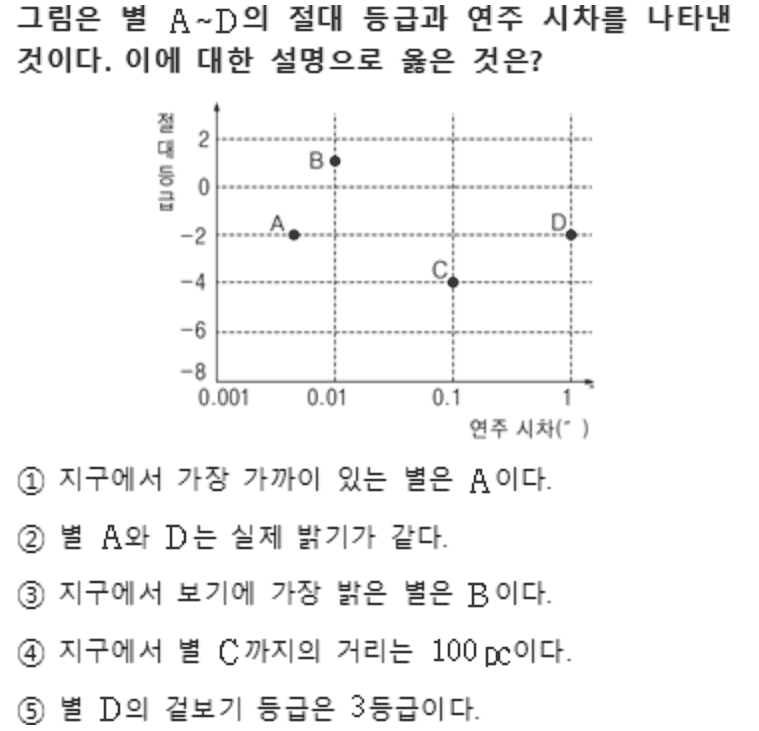 그림은 별 A~D의 절대 등급과 연주 시차를 나타낸
것이다. 이에 대한 설명으로 옳은 것은?
절대 등급
2
B
0
A
D
-2
C
-4
-6
-8
0.001 0.01 0.1 1
연주 시차(″)
① 지구에서 가장 가까이 있는 별은 A이다.
② 별 A와 D는 실제 밝기가 같다.
③ 지구에서 보기에 가장 밝은 별은 B이다.
④ 지구에서 별 C까지의 거리는 100pc이다.
⑤ 별 D의 겉보기 등급은 3등급이다.